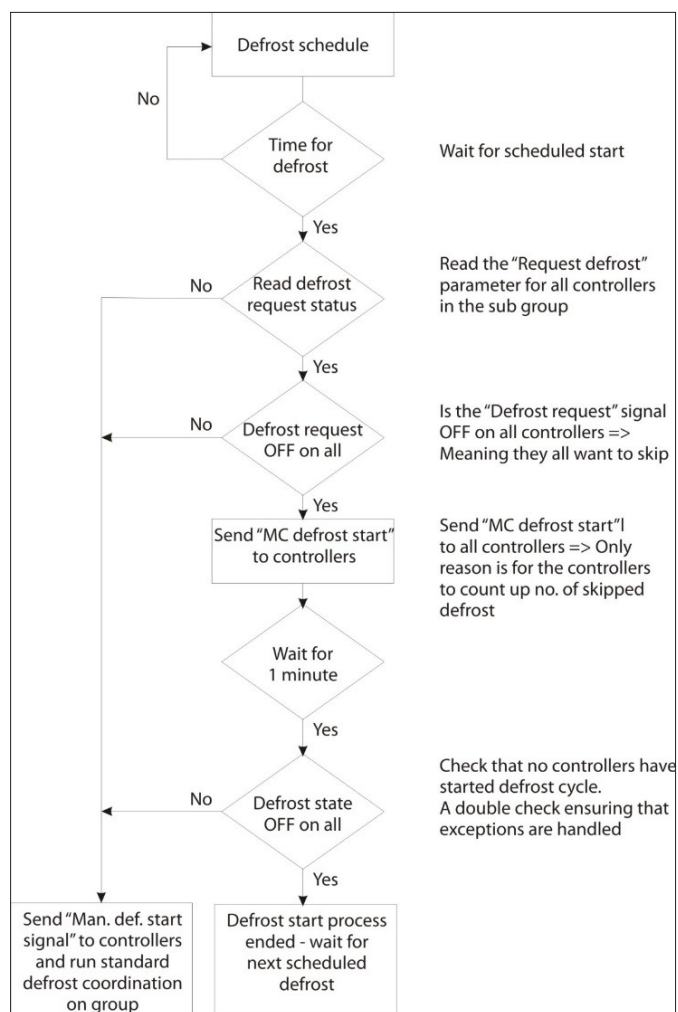 Defrost schedule
No
Time for
defrost
Wait for scheduled start
Yes
No
Read defrost
request status
Read the “Request defrost”
parameter for all controllers
in the sub group
Yes
No
Defrost request
OFF on all
Is the “Defrost request” signal
OFF on all controllers =>
Meaning they all want to skip
Yes
Send “MC defrost start”
to controllers
Send “MC defrost start”l
to all controllers => Only
reason is for the controllers
to count up no. of skipped
defrost
Wait for
1 minute
Yes
No
Defrost state
OFF on all
Check that no controllers have
started defrost cycle.
A double check ensuring that
exceptions are handled
Yes
Send “Man. def. start
signal” to controllers
and run standard
defrost coordination
on group
Defrost start process
ended - wait for
next scheduled
defrost